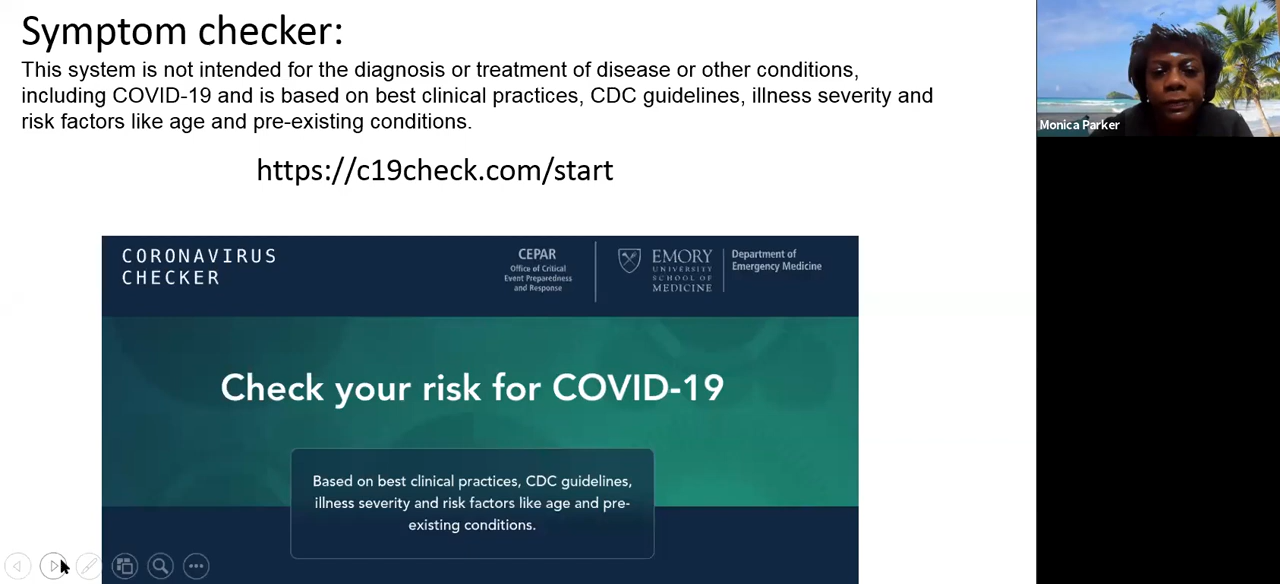 Symptom checker:
This system is not intended for the diagnosis or treatment of disease or other conditions,
including COVID-19 and is based on best clinical practices, CDC guidelines, illness severity and
risk factors like age and pre-existing conditions.
https://c19check.com/start
Monica Parker
CORONAVIRUS
CHECKER
CEPAR
Office of Critical
Event Preparedness
and Response
EMORY
UNIVERSITY
SCHOOL OF
MEDICINE
Department of
Emergency Medicine
Check your risk for COVID-19
Based on best clinical practices, CDC guidelines,
illness severity and risk factors like age and pre-
existing conditions.